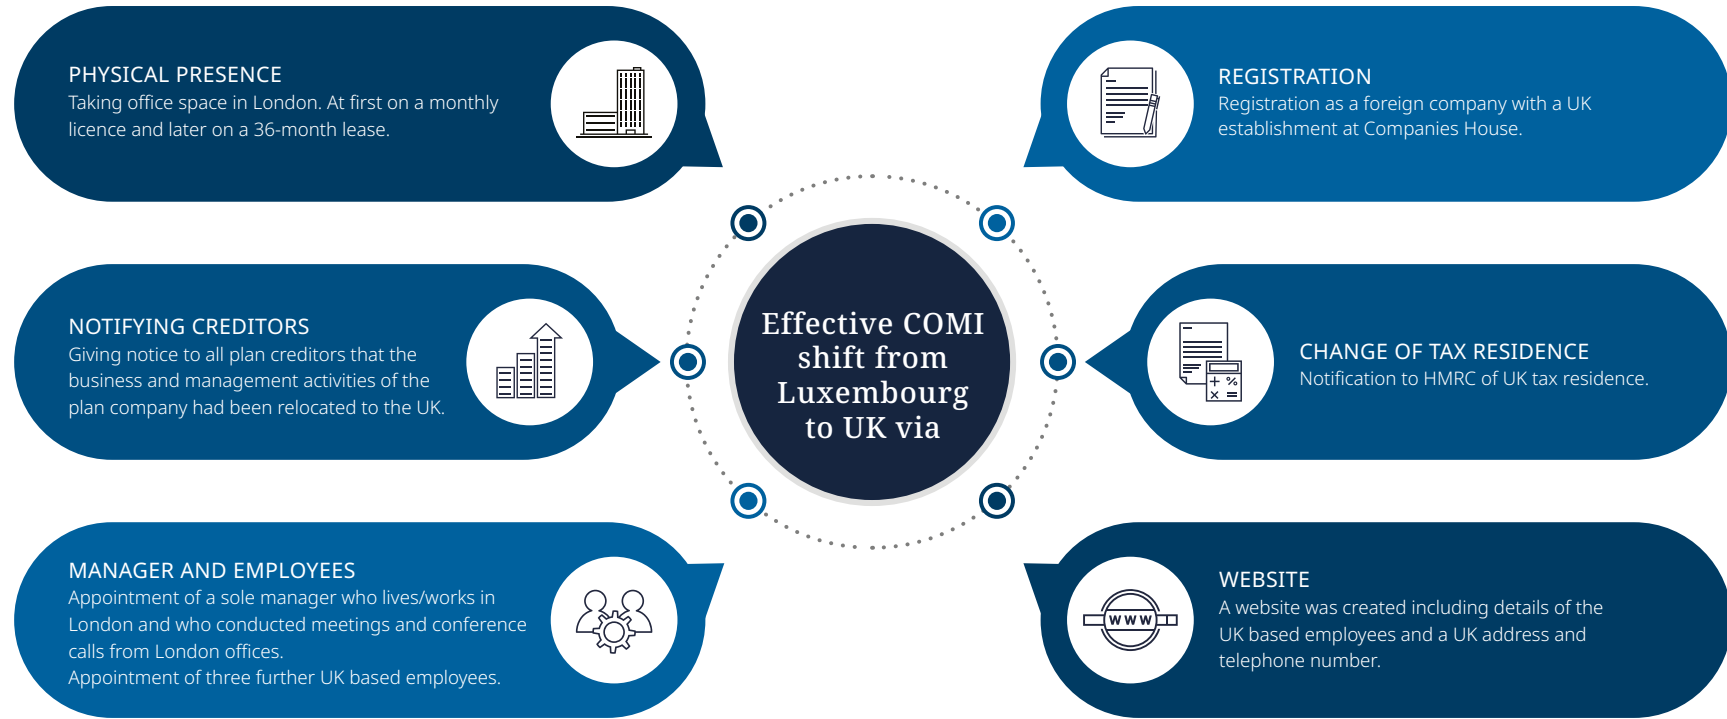 PHYSICAL PRESENCE
Taking office space in London. At first on a monthly
licence and later on a 36-month lease.
REGISTRATION
Registration as a foreign company with a UK
establishment at Companies House.
NOTIFYING CREDITORS
Giving notice to all plan creditors that the
business and management activities of the
plan company had been relocated to the UK.
Effective COMI
shift from
Luxembourg
to UK via
CHANGE OF TAX RESIDENCE
Notification to HMRC of UK tax residence.
MANAGER AND EMPLOYEES
Appointment of a sole manager who lives/works in
London and who conducted meetings and conference
calls from London offices.
Appointment of three further UK based employees.
WWW
WEBSITE
A website was created including details of the
UK based employees and a UK address and
telephone number.